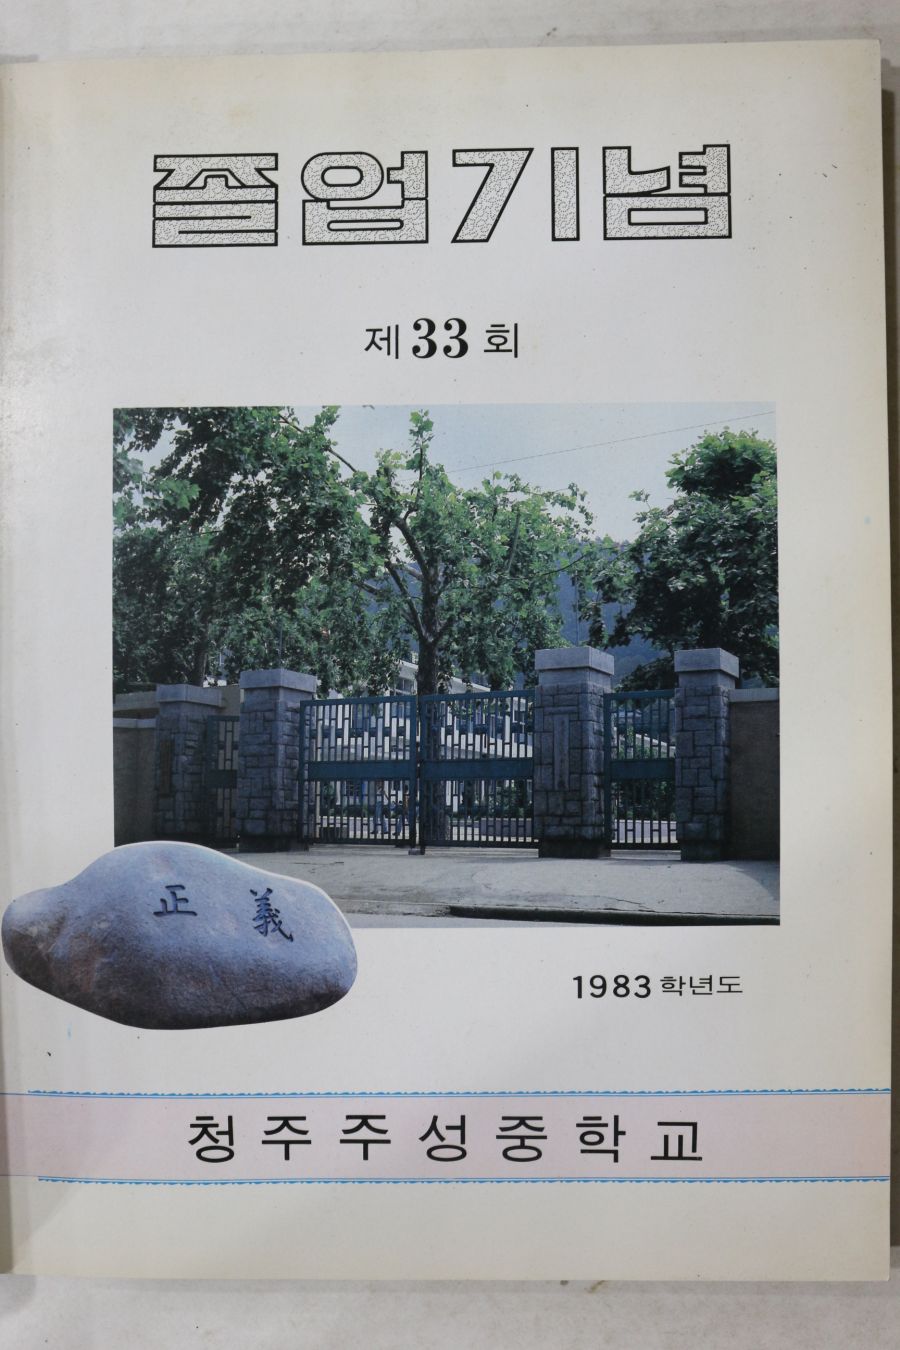 졸업기념
제 33 회
正 義
1983 학년도
청주주성중학교